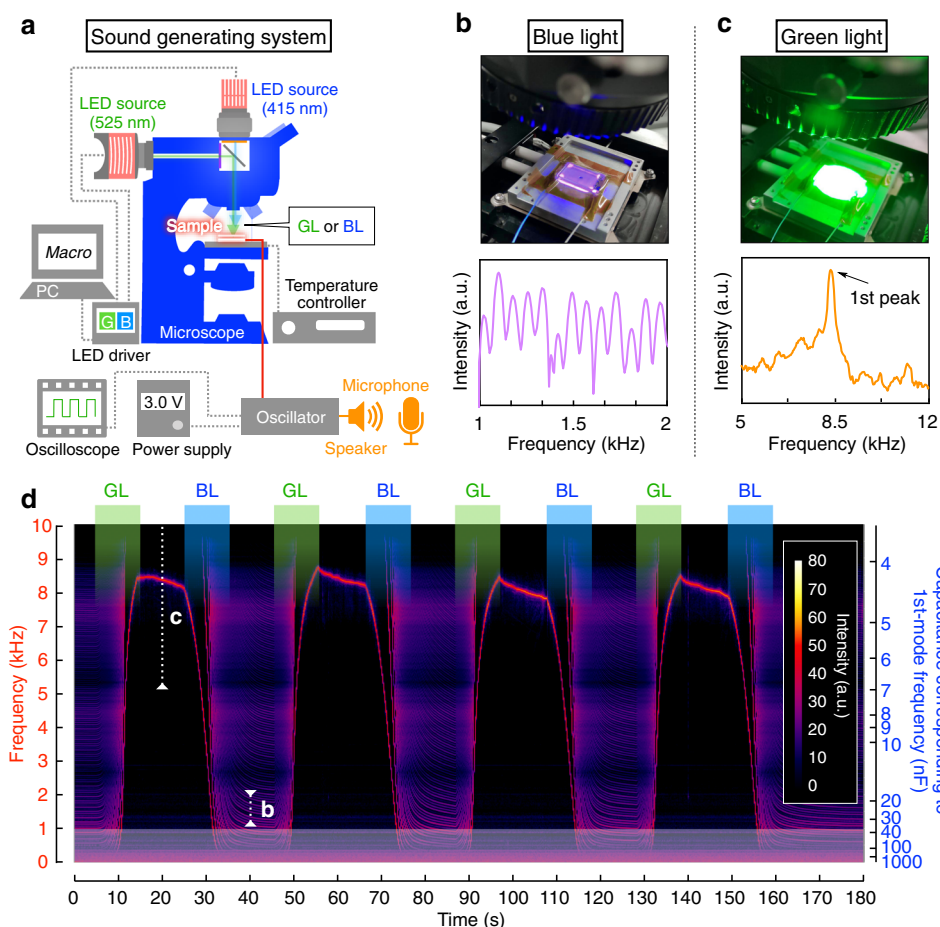 a
Sound generating system
LED source
(525 nm)
LED source
(415 nm)
Sample
GL or BL
Macro
PC
G B
LED driver
Microscope
Temperature
controller
3.0 V
Oscilloscope
Power supply
Oscillator
Microphone
Speaker
b
Blue light
Intensity (a.u.)
1 1.5 2
Frequency (kHz)
c
Green light
1st peak
Intensity (a.u.)
5 8.5 12
Frequency (kHz)
d
GL BL GL BL GL BL GL BL
Frequency (kHz)
10
9
8
7
6
5
4
3
2
1
0
c
b
80
70
60
50
40
30
20
10
0
Intensity (a.u.)
4
5
6
7
8
9
10
20
30
40
100
1000
1st-mode frequency (nF)
0 10 20 30 40 50 60 70 80 90 100 110 120 130 140 150 160 170 180
Time (s)